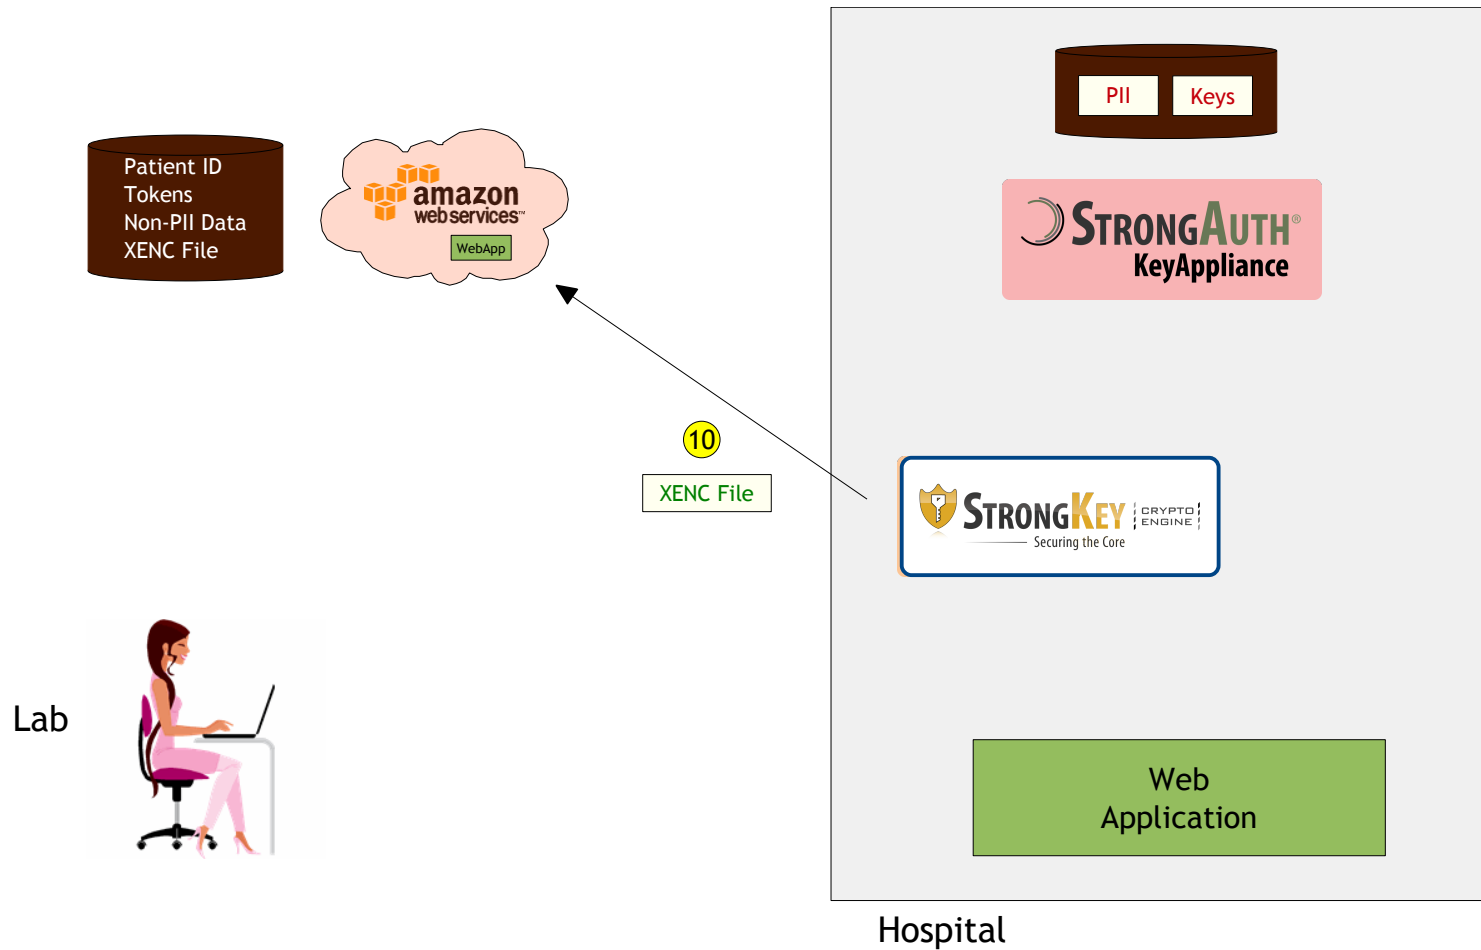 PII
Keys
Patient ID
Tokens
Non-PII Data
XENC File
amazon
webservices™
WebApp
STRONGAUTH®
KeyAppliance
10
XENC File
STRONGKEY
CRYPTO
ENGINE
Securing the Core
Lab
Web
Application
Hospital